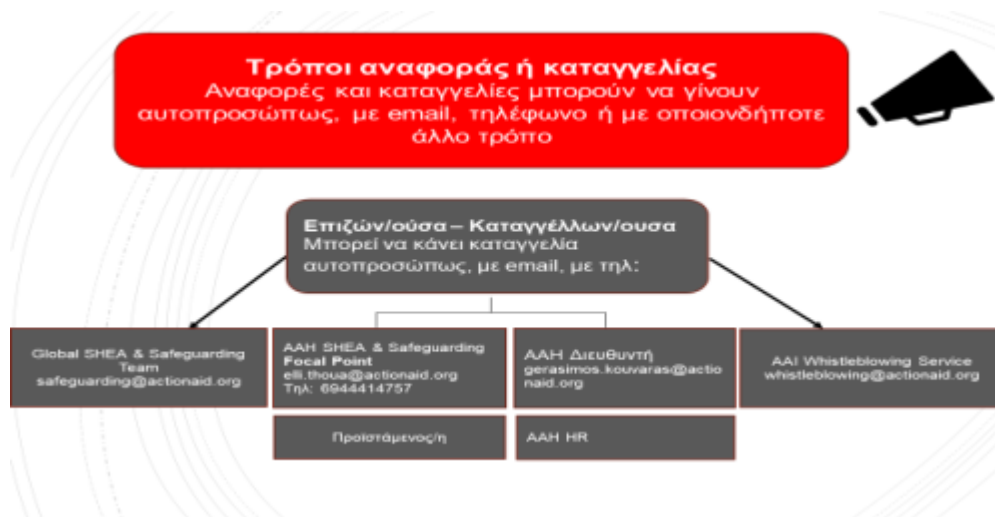 Τρόποι αναφοράς ή καταγγελίας
Αναφορές και καταγγελίες μπορούν να γίνουν
αυτοπροσώπως, με email, τηλέφωνο ή με οποιονδήποτε
άλλο τρόπο
Επιζών/ούσα – Καταγγέλλων/ουσα
Μπορεί να κάνει καταγγελία
αυτοπροσώπως, με email, με τηλ:
Global SHEA & Safeguarding
Team
safeguarding@actionaid.org
AAH SHEA & Safeguarding
Focal Point
elli.thoua@actionaid.org
Τηλ: 6944414757
AAH Διευθυντή
gerasimos.kouvaras@actio
naid.org
AAI Whistleblowing Service
whistleblowing@actionaid.org
Προϊστάμενος/η
AAH HR